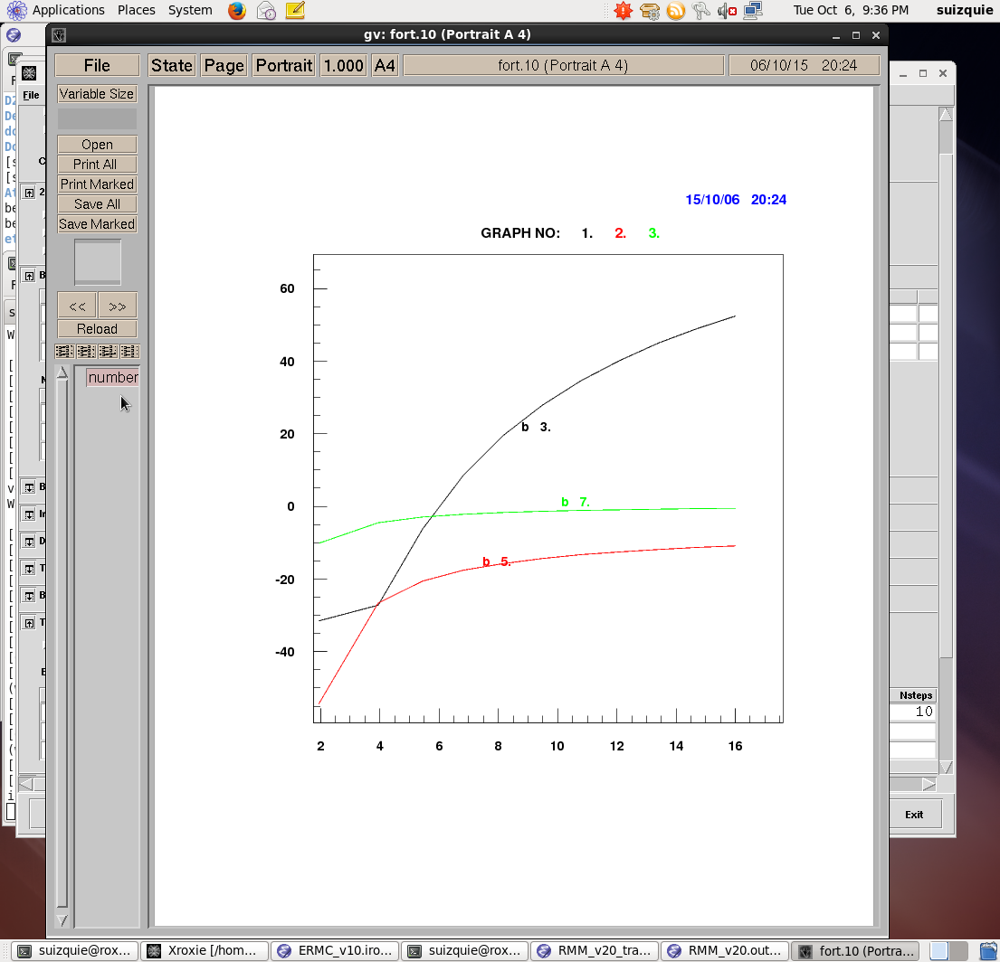 Applications Places System Tue Oct 6, 9:36 PM suizquie
gv: fort.10 (Portrait A 4)
File State Page Portrait 1.000 A4 fort.10 (Portrait A 4) 06/10/15 20:24
Variable Size
Open
Print All
Print Marked
Save All
Save Marked
<< >>
Reload
number
File
15/10/06 20:24
GRAPH NO: 1. 2. 3.
60
40
20
0
-20
-40
b 3.
b 7.
b 5.
2 4 6 8 10 12 14 16
Nsteps
10
Exit
suizquie@rox... Xroxie [/hom... ERMC_v10.iro... suizquie@rox... RMM_v20_tra... RMM_v20.out... fort.10 (Portra...